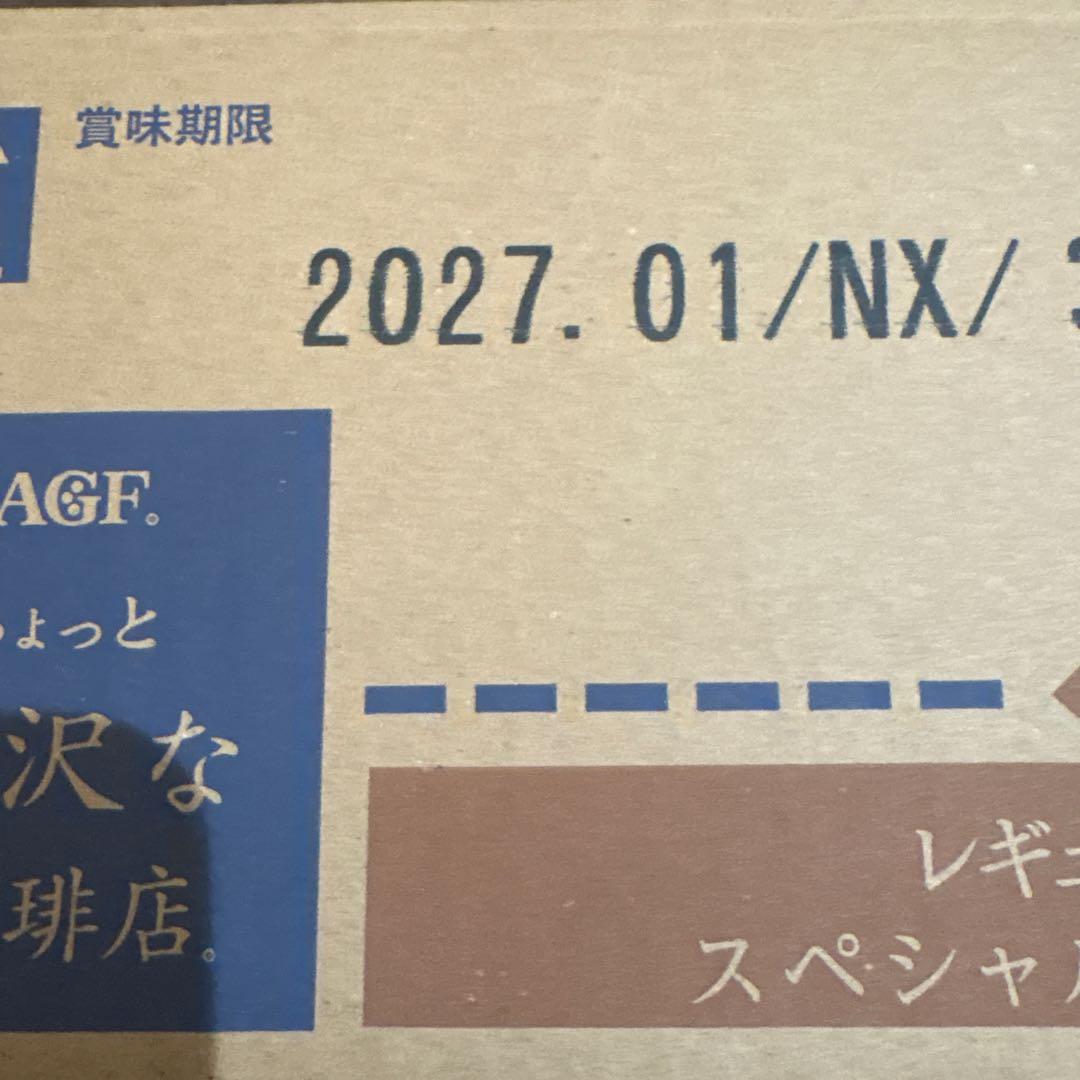 賞味期限
2027. 01/NX/
AGF®
ょっと
沢な
琲店®
レギ
スペシャ